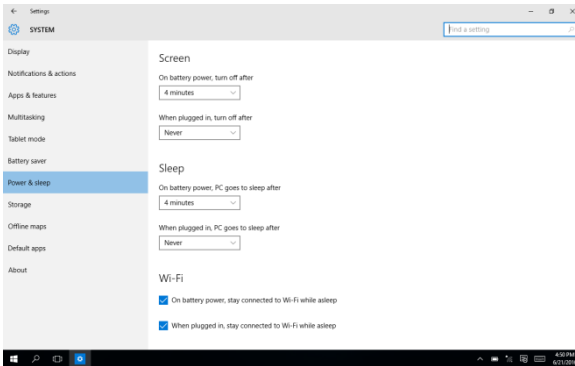 Settings
SYSTEM
Find a setting
Display
Notifications & actions
Apps & features
Multitasking
Tablet mode
Battery saver
Power & sleep
Storage
Offline maps
Default apps
About
Screen
On battery power, turn off after
4 minutes
When plugged in, turn off after
Never
Sleep
On battery power, PC goes to sleep after
4 minutes
When plugged in, PC goes to sleep after
Never
Wi-Fi
On battery power, stay connected to Wi-Fi while asleep
When plugged in, stay connected to Wi-Fi while asleep
4:50 PM